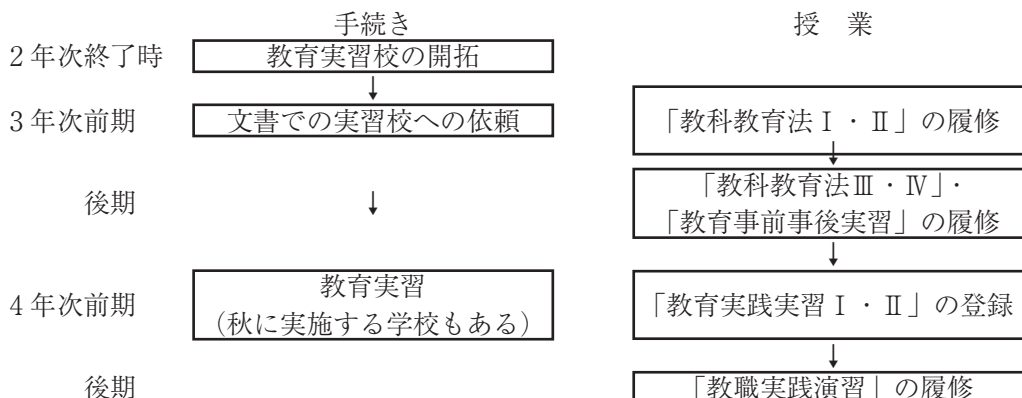 手続き 授　業
2年次終了時 教育実習校の開拓
3年次前期 文書での実習校への依頼 「教科教育法Ⅰ・Ⅱ」の履修
後期 「教科教育法Ⅲ・Ⅳ」・
「教育事前事後実習」の履修
4年次前期 教育実習
（秋に実施する学校もある） 「教育実践実習Ⅰ・Ⅱ」の登録
後期 「教職実践演習」の履修